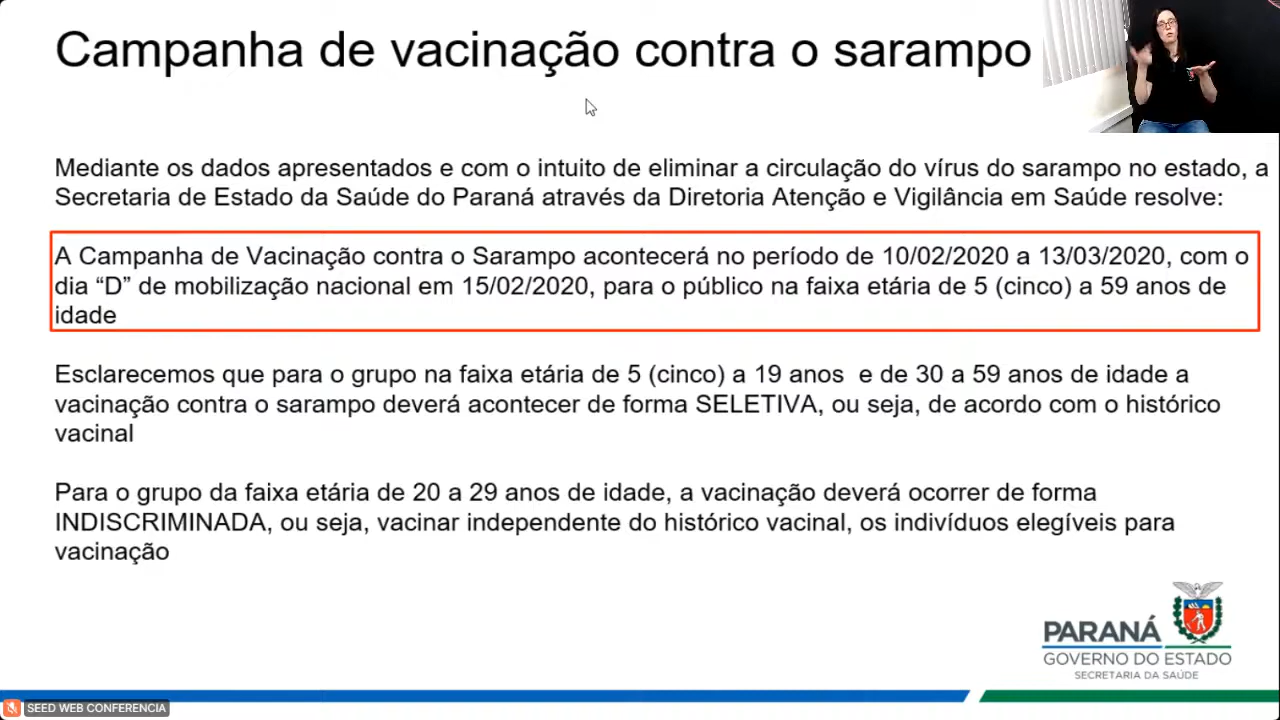 Campanha de vacinação contra o sarampo
Mediante os dados apresentados e com o intuito de eliminar a circulação do vírus do sarampo no estado, a
Secretaria de Estado da Saúde do Paraná através da Diretoria Atenção e Vigilância em Saúde resolve:
A Campanha de Vacinação contra o Sarampo acontecerá no período de 10/02/2020 a 13/03/2020, com o
dia “D” de mobilização nacional em 15/02/2020, para o público na faixa etária de 5 (cinco) a 59 anos de
idade
Esclarecemos que para o grupo na faixa etária de 5 (cinco) a 19 anos  e de 30 a 59 anos de idade a
vacinação contra o sarampo deverá acontecer de forma SELETIVA, ou seja, de acordo com o histórico
vacinal
Para o grupo da faixa etária de 20 a 29 anos de idade, a vacinação deverá ocorrer de forma
INDISCRIMINADA, ou seja, vacinar independente do histórico vacinal, os indivíduos elegíveis para
vacinação
PARANÁ
GOVERNO DO ESTADO
SECRETARIA DA SAÚDE
SEED WEB CONFERENCIA